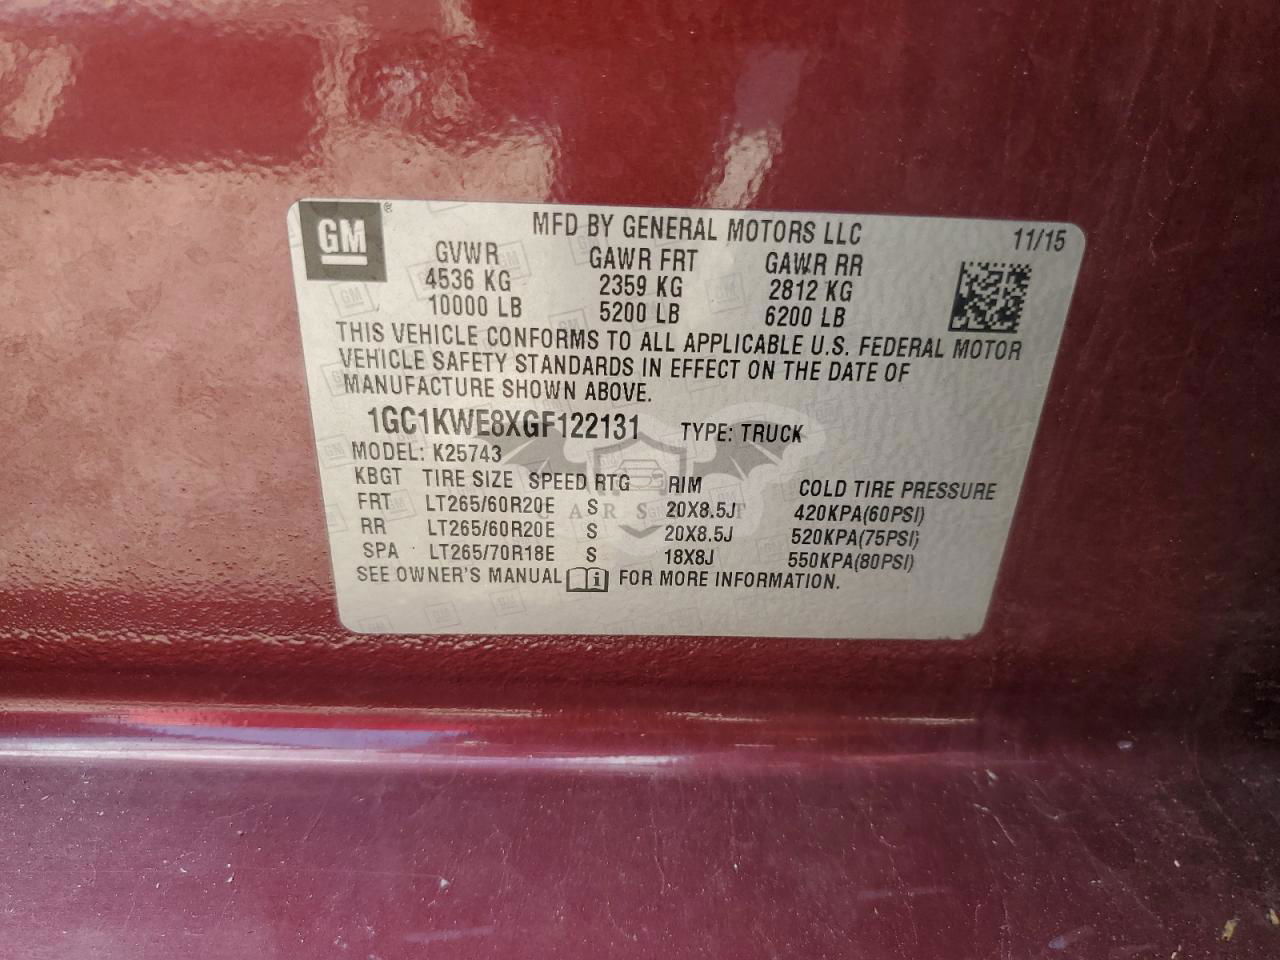 GM ®
MFD BY GENERAL MOTORS LLC 11/15
GVWR GAWR FRT GAWR RR
4536 KG 2359 KG 2812 KG
10000 LB 5200 LB 6200 LB
THIS VEHICLE CONFORMS TO ALL APPLICABLE U.S. FEDERAL MOTOR
VEHICLE SAFETY STANDARDS IN EFFECT ON THE DATE OF
MANUFACTURE SHOWN ABOVE.
1GC1KWE8XGF122131 TYPE: TRUCK
MODEL: K25743
KBGT TIRE SIZE SPEED RTG RIM COLD TIRE PRESSURE
FRT LT265/60R20E S 20X8.5J 420KPA(60PSI)
RR LT265/60R20E S 20X8.5J 520KPA(75PSI)
SPA LT265/70R18E S 18X8J 550KPA(80PSI)
SEE OWNER'S MANUAL FOR MORE INFORMATION.